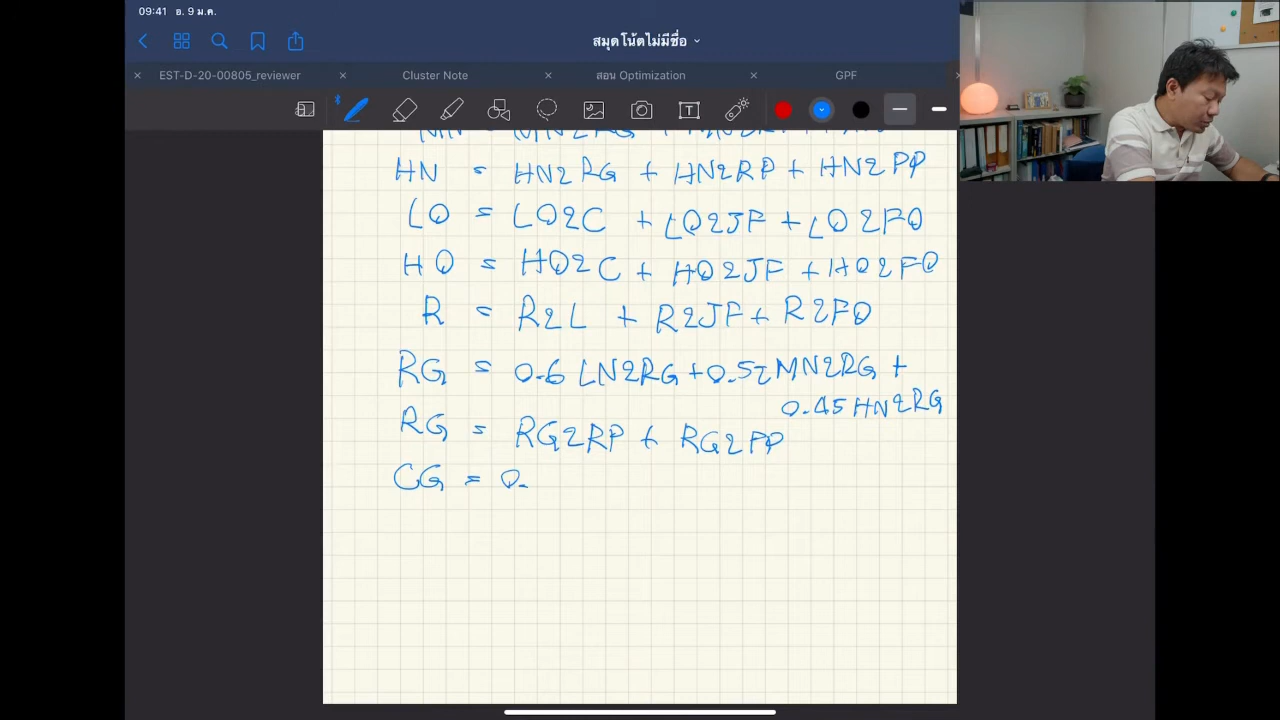 09:41 อ. 9 ม.ค.
สมุดโน้ตไม่มีชื่อ
EST-D-20-00805_reviewer
Cluster Note
สอน Optimization
GPF
HN = HN2RG + HN2RP + HN2PP
LO = LO2C + LO2JF + LO2FO
HO = HO2C + HO2JF + HO2FO
R = R2L + R2JF + R2FO
RG = 0.6 LN2RG + 0.52 MN2RG +
0.45 HN2RG
RG = RG2RP + RG2PP
CG = 0.